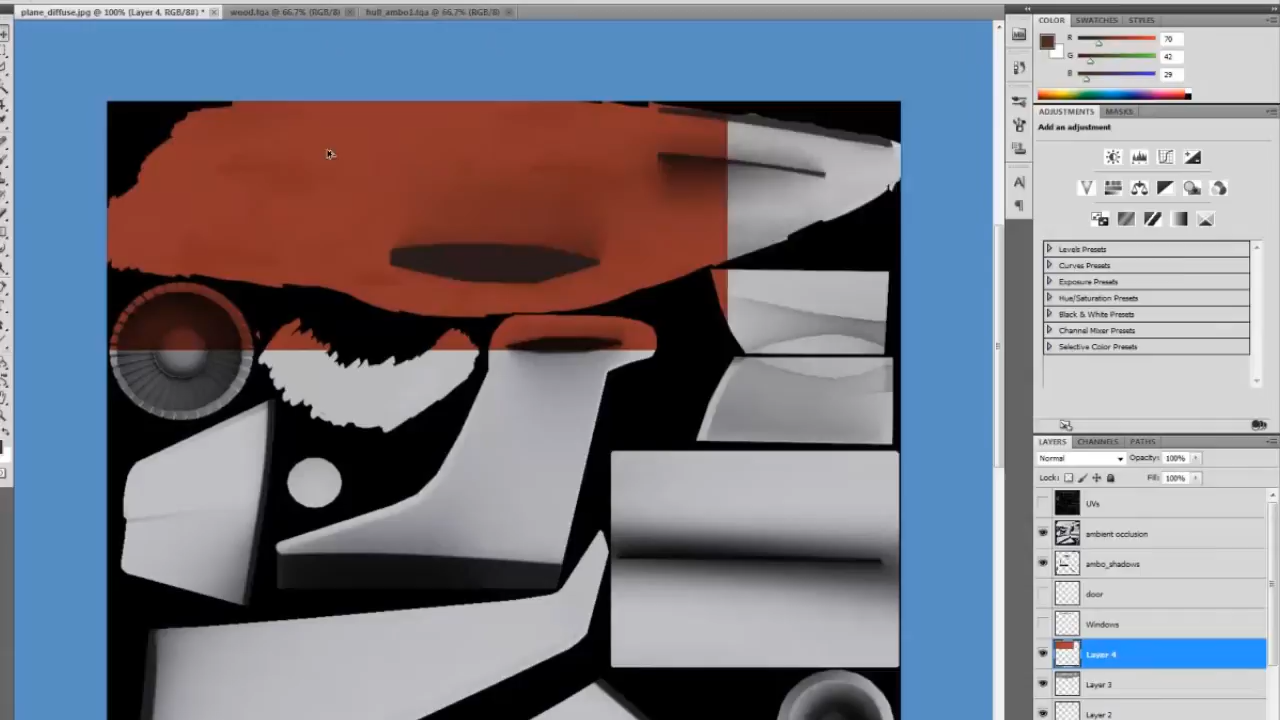 plane_diffuse.jpg @ 100% (Layer 4, RGB/8#) *
wood.tga @ 66.7% (RGB/8)
hull_ambo1.tga @ 66.7% (RGB/8)
COLOR SWATCHES STYLES
R 70
G 42
B 29
ADJUSTMENTS MASKS
Add an adjustment
Levels Presets
Curves Presets
Exposure Presets
Hue/Saturation Presets
Black & White Presets
Channel Mixer Presets
Selective Color Presets
LAYERS CHANNELS PATHS
Normal Opacity: 100%
Lock: Fill: 100%
UVs
ambient occlusion
ambo_shadows
door
Windows
Layer 4
Layer 3
Layer 2